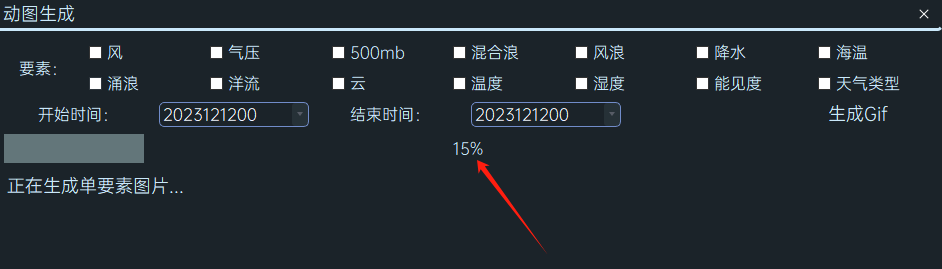 动图生成
要素： 风 气压 500mb 混合浪 风浪 降水 海温
涌浪 洋流 云 温度 湿度 能见度 天气类型
开始时间： 2023121200 结束时间： 2023121200 生成Gif
15%
正在生成单要素图片...